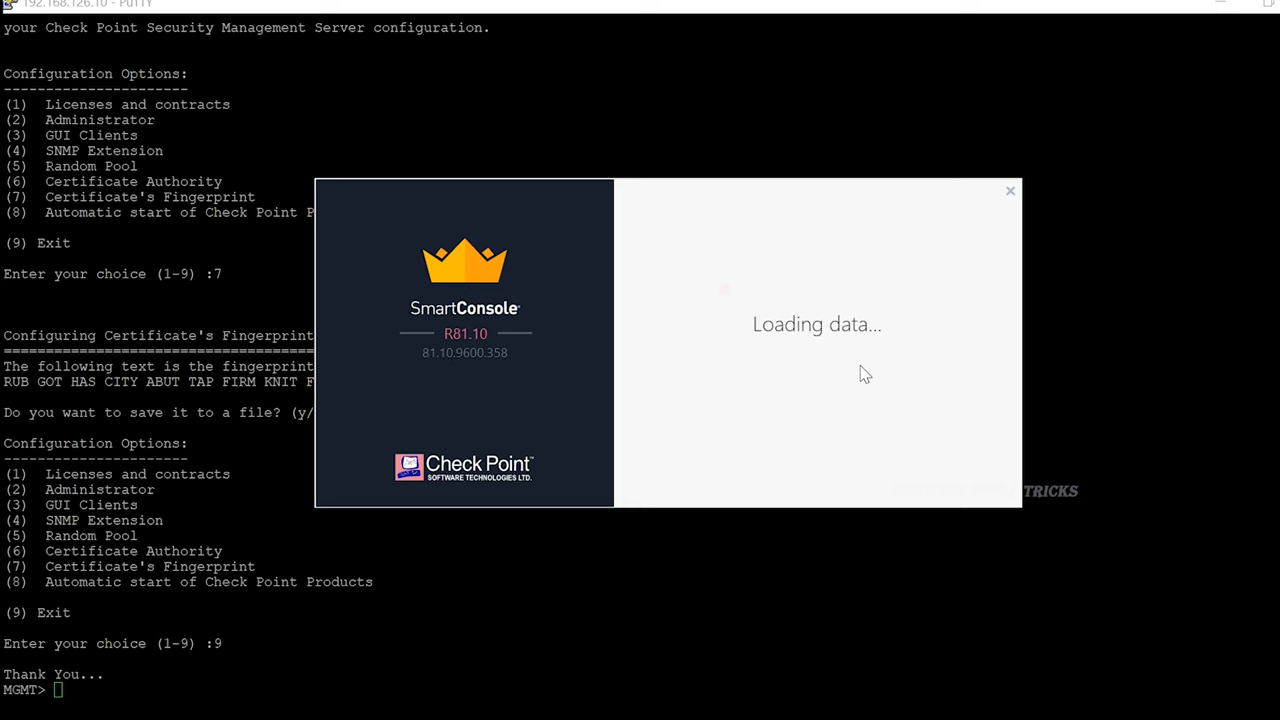 192.168.126.10 - PuTTY
your Check Point Security Management Server configuration.
Configuration Options:
----------------------
(1) Licenses and contracts
(2) Administrator
(3) GUI Clients
(4) SNMP Extension
(5) Random Pool
(6) Certificate Authority
(7) Certificate's Fingerprint
(8) Automatic start of Check Point P
(9) Exit
Enter your choice (1-9) :7
Configuring Certificate's Fingerprint
The following text is the fingerprint
RUB GOT HAS CITY ABUT TAP FIRM KNIT F
Do you want to save it to a file? (y/
Configuration Options:
----------------------
(1) Licenses and contracts
(2) Administrator
(3) GUI Clients
(4) SNMP Extension
(5) Random Pool
(6) Certificate Authority
(7) Certificate's Fingerprint
(8) Automatic start of Check Point Products
(9) Exit
Enter your choice (1-9) :9
Thank You...
MGMT>
SmartConsole
R81.10
81.10.9600.358
Check Point
SOFTWARE TECHNOLOGIES LTD.
Loading data...
TRICKS